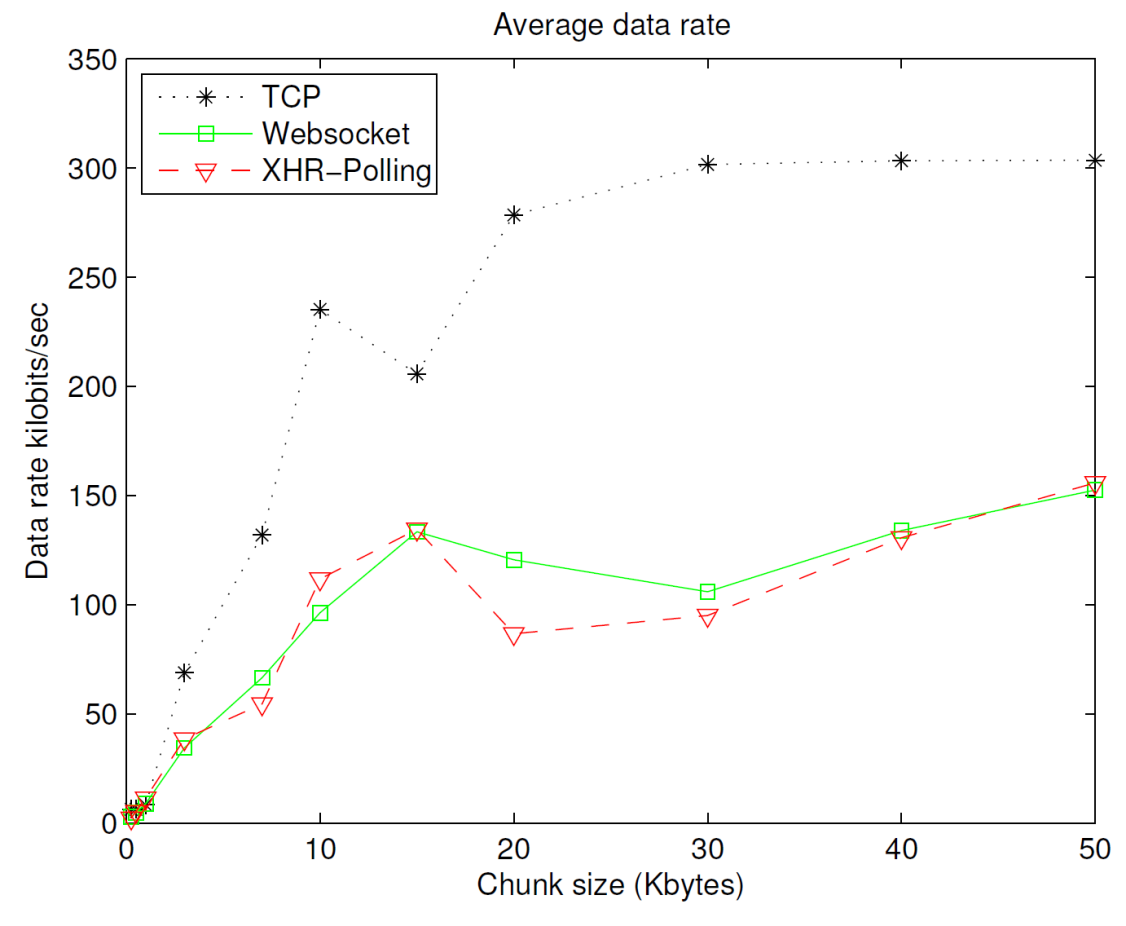 Average data rate
350
300
250
200
150
100
50
0
TCP
Websocket
XHR-Polling
Data rate kilobits/sec
0 10 20 30 40 50
Chunk size (Kbytes)